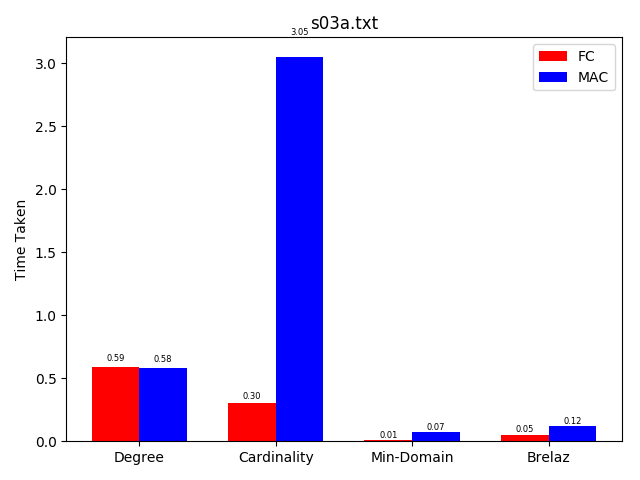 s03a.txt
FC
MAC
Time Taken
3.0
2.5
2.0
1.5
1.0
0.5
0.0
0.59
0.58
0.30
3.05
0.01
0.07
0.05
0.12
Degree
Cardinality
Min-Domain
Brelaz